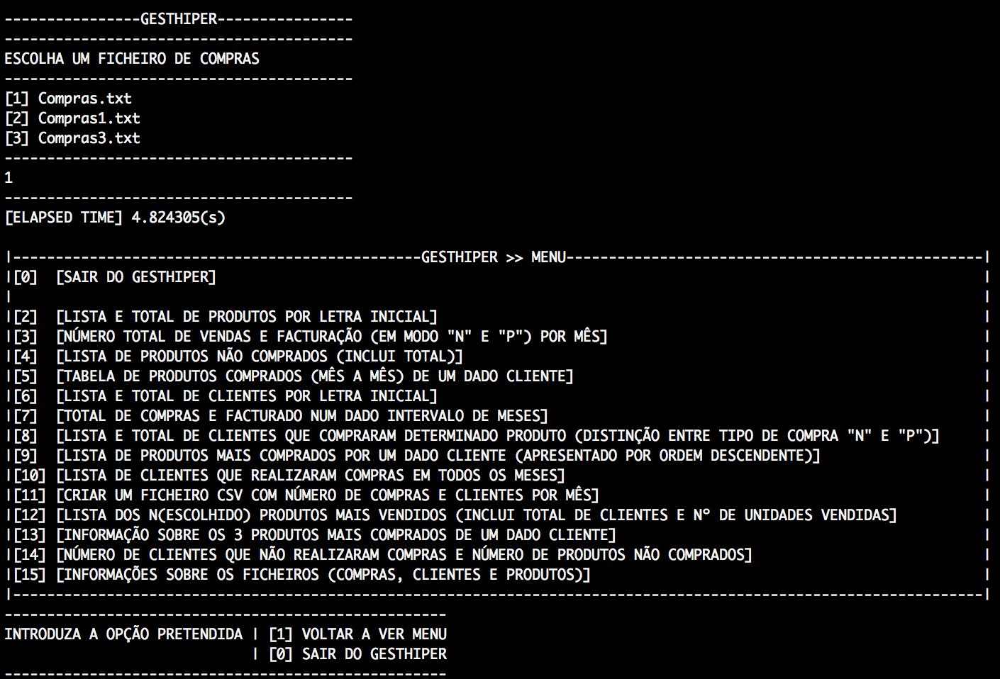 ----------------GESTHIPER----------------
-----------------------------------------
ESCOLHA UM FICHEIRO DE COMPRAS
-----------------------------------------
[1] Compras.txt
[2] Compras1.txt
[3] Compras3.txt
-----------------------------------------
1
-----------------------------------------
[ELAPSED TIME] 4.824305(s)
|------------------------------------------------GESTHIPER >> MENU-------------------------------------------------|
|[0]  [SAIR DO GESTHIPER]                                                                                           |
|                                                                                                                   |
|[2]  [LISTA E TOTAL DE PRODUTOS POR LETRA INICIAL]                                                                 |
|[3]  [NÚMERO TOTAL DE VENDAS E FACTURAÇÃO (EM MODO "N" E "P") POR MÊS]                                             |
|[4]  [LISTA DE PRODUTOS NÃO COMPRADOS (INCLUI TOTAL)]                                                              |
|[5]  [TABELA DE PRODUTOS COMPRADOS (MÊS A MÊS) DE UM DADO CLIENTE]                                                 |
|[6]  [LISTA E TOTAL DE CLIENTES POR LETRA INICIAL]                                                                 |
|[7]  [TOTAL DE COMPRAS E FACTURADO NUM DADO INTERVALO DE MESES]                                                    |
|[8]  [LISTA E TOTAL DE CLIENTES QUE COMPRARAM DETERMINADO PRODUTO (DISTINÇÃO ENTRE TIPO DE COMPRA "N" E "P")]      |
|[9]  [LISTA DE PRODUTOS MAIS COMPRADOS POR UM DADO CLIENTE (APRESENTADO POR ORDEM DESCENDENTE)]                    |
|[10] [LISTA DE CLIENTES QUE REALIZARAM COMPRAS EM TODOS OS MESES]                                                  |
|[11] [CRIAR UM FICHEIRO CSV COM NÚMERO DE COMPRAS E CLIENTES POR MÊS]                                              |
|[12] [LISTA DOS N(ESCOLHIDO) PRODUTOS MAIS VENDIDOS (INCLUI TOTAL DE CLIENTES E Nº DE UNIDADES VENDIDAS]           |
|[13] [INFORMAÇÃO SOBRE OS 3 PRODUTOS MAIS COMPRADOS DE UM DADO CLIENTE]                                            |
|[14] [NÚMERO DE CLIENTES QUE NÃO REALIZARAM COMPRAS E NÚMERO DE PRODUTOS NÃO COMPRADOS]                            |
|[15] [INFORMAÇÕES SOBRE OS FICHEIROS (COMPRAS, CLIENTES E PRODUTOS)]                                               |
|-------------------------------------------------------------------------------------------------------------------|
----------------------------------------------------
INTRODUZA A OPÇÃO PRETENDIDA | [1] VOLTAR A VER MENU
                             | [0] SAIR DO GESTHIPER
----------------------------------------------------